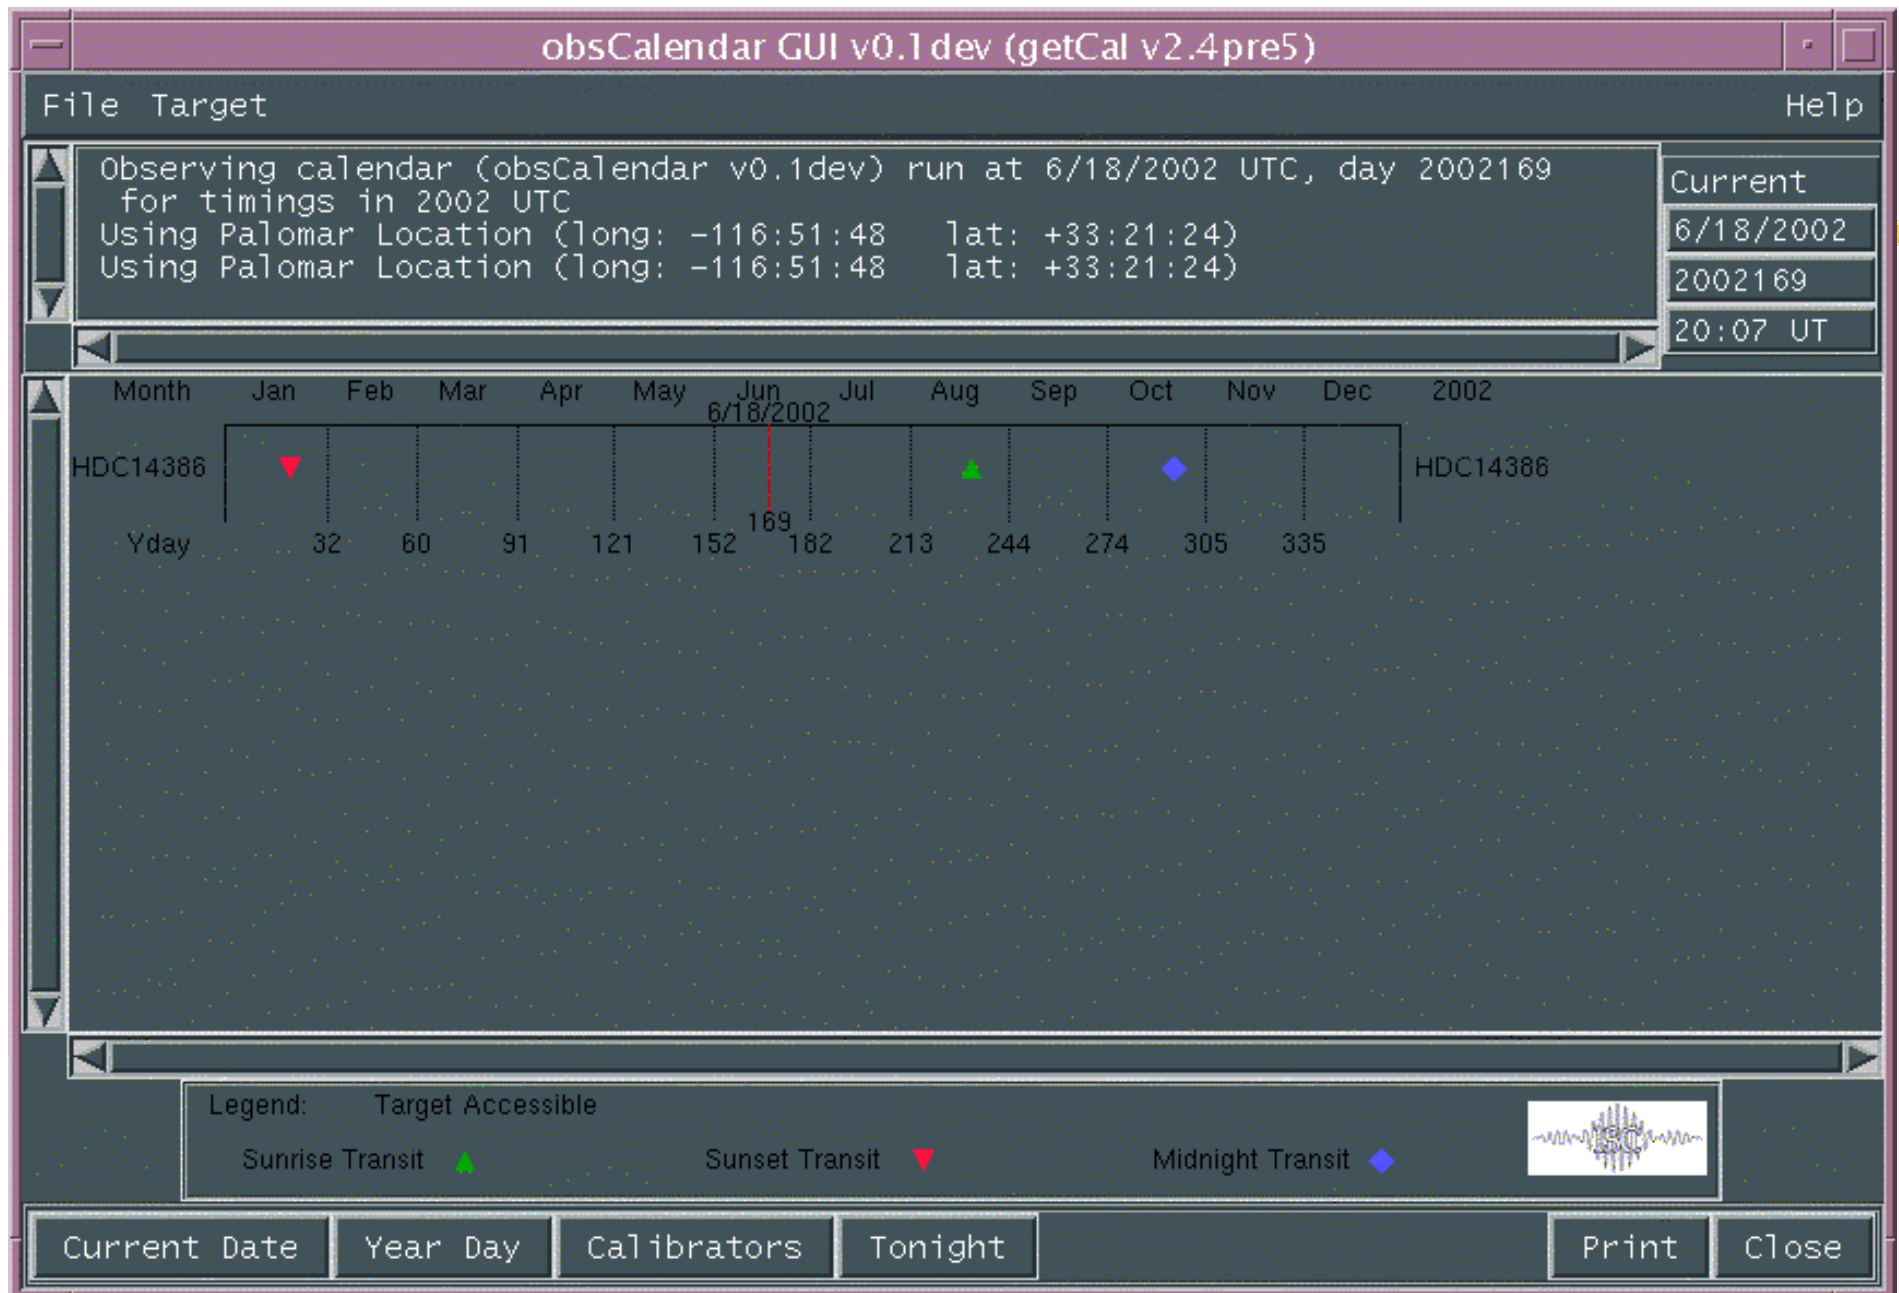 obsCalendar GUI v0.1dev (getCal v2.4pre5)
File Target Help
Observing calendar (obsCalendar v0.1dev) run at 6/18/2002 UTC, day 2002169
for timings in 2002 UTC
Using Palomar Location (long: -116:51:48 lat: +33:21:24)
Using Palomar Location (long: -116:51:48 lat: +33:21:24)
Current
6/18/2002
2002169
20:07 UT
Month Jan Feb Mar Apr May Jun Jul Aug Sep Oct Nov Dec 2002
6/18/2002
HDC14386 HDC14386
169
Yday 32 60 91 121 152 182 213 244 274 305 335
Legend: Target Accessible
Sunrise Transit Sunset Transit Midnight Transit
ISC
Current Date Year Day Calibrators Tonight Print Close